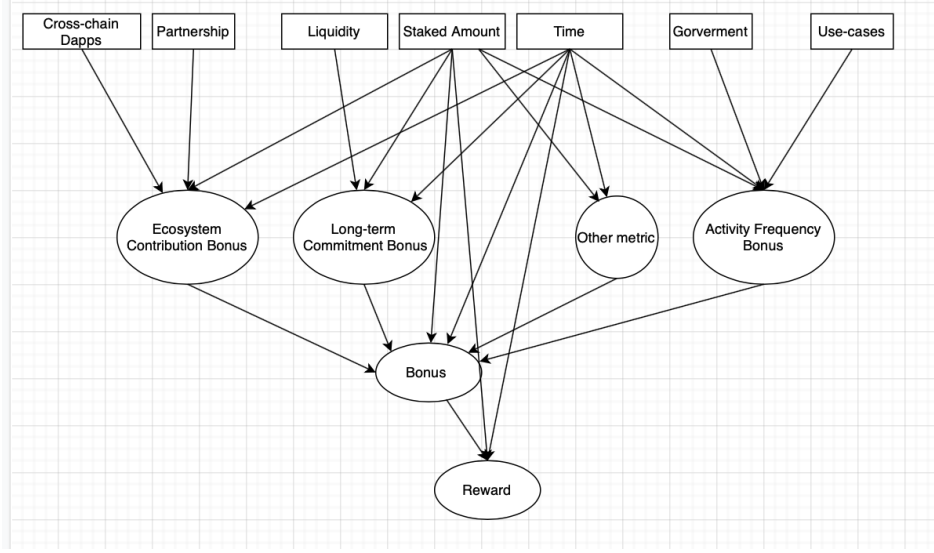 Cross-chain
Dapps
Partnership
Liquidity
Staked Amount
Time
Gorverment
Use-cases
Ecosystem
Contribution Bonus
Long-term
Commitment Bonus
Other metric
Activity Frequency
Bonus
Bonus
Reward